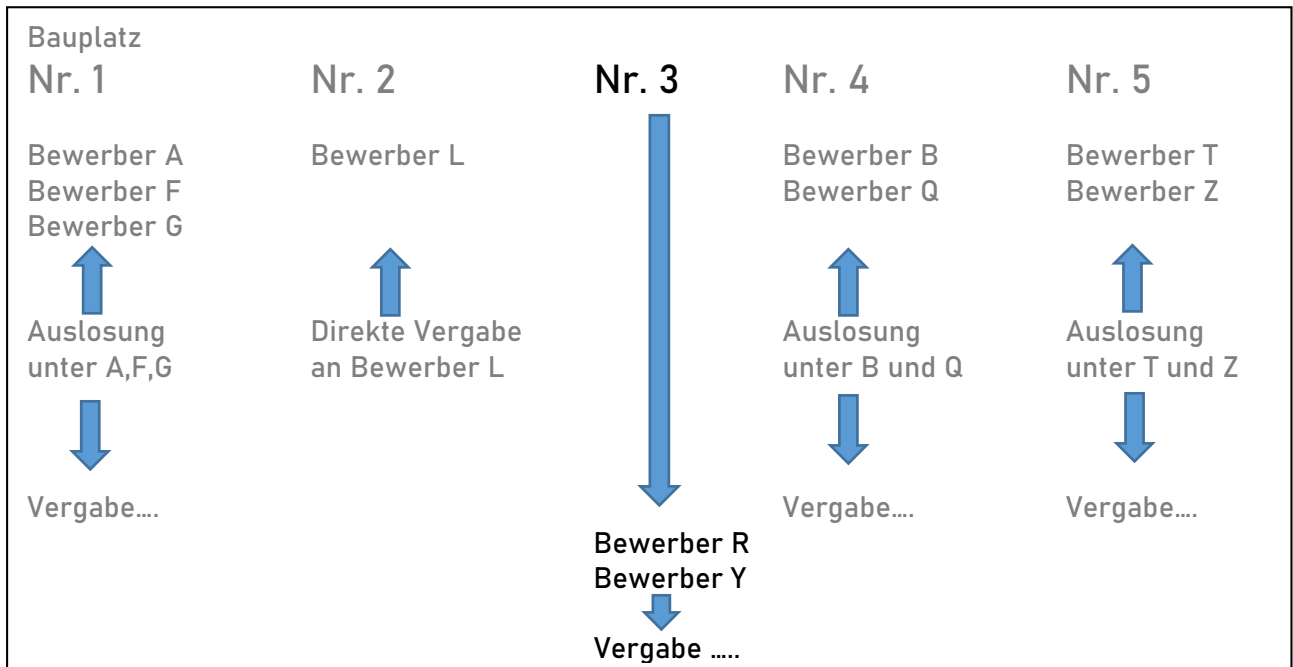 Bauplatz
Nr. 1
Nr. 2
Nr. 3
Nr. 4
Nr. 5
Bewerber A
Bewerber F
Bewerber G
Bewerber L
Bewerber B
Bewerber Q
Bewerber T
Bewerber Z
Auslosung
unter A,F,G
Direkte Vergabe
an Bewerber L
Auslosung
unter B und Q
Auslosung
unter T und Z
Vergabe....
Vergabe....
Vergabe....
Bewerber R
Bewerber Y
Vergabe .....